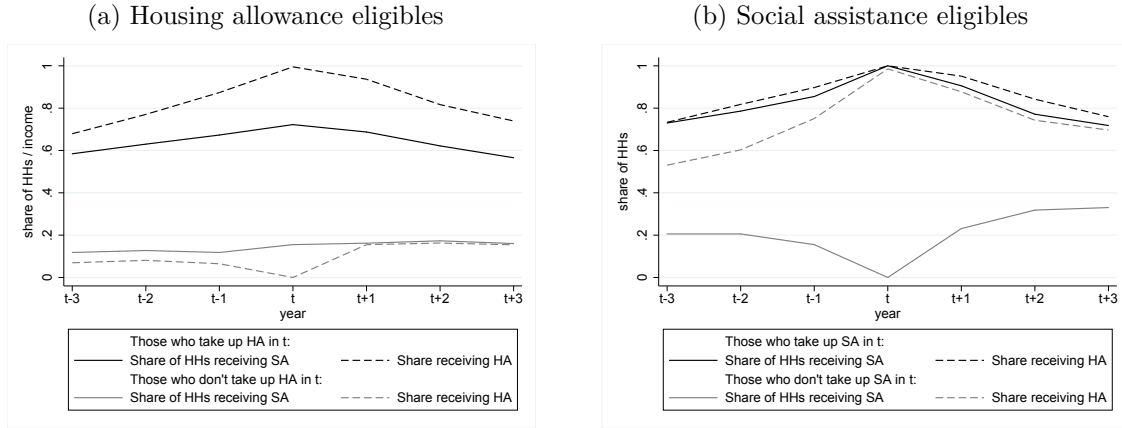 (a) Housing allowance eligibles
share of HHs / income
1
.8
.6
.4
.2
0
t-3 t-2 t-1 t t+1 t+2 t+3
year
Those who take up HA in t:
Share of HHs receiving SA Share receiving HA
Those who don't take up HA in t:
Share of HHs receiving SA Share receiving HA
(b) Social assistance eligibles
share of HHs
1
.8
.6
.4
.2
0
t-3 t-2 t-1 t t+1 t+2 t+3
year
Those who take up SA in t:
Share of HHs receiving SA Share receiving HA
Those who don't take up SA in t:
Share of HHs receiving SA Share receiving HA